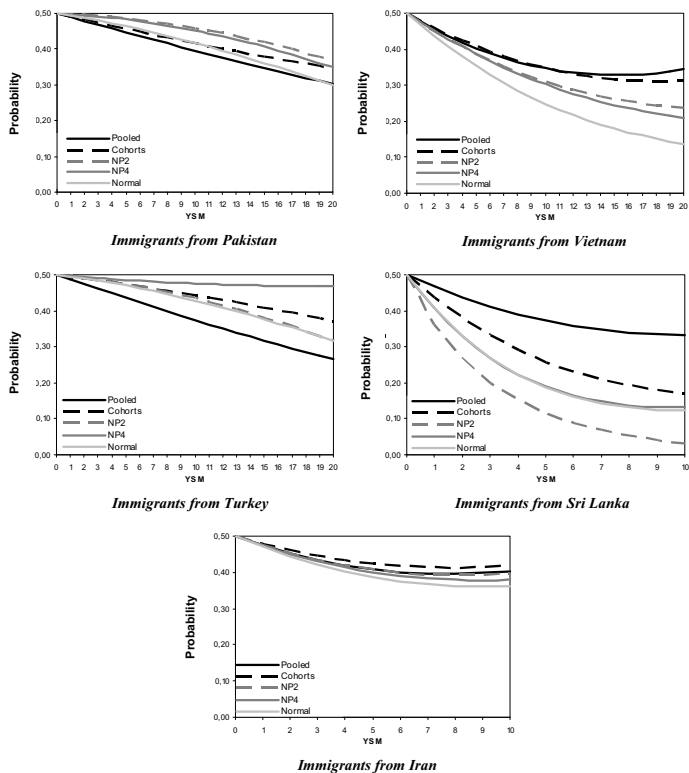 0,50
0,40
0,30
0,20
0,10
0,00
Probability
Pooled
Cohorts
NP2
NP4
Normal
0 1 2 3 4 5 6 7 8 9 10 11 12 13 14 15 16 17 18 19 20
YSM
Immigrants from Pakistan
0,50
0,40
0,30
0,20
0,10
0,00
Probability
Pooled
Cohorts
NP2
NP4
Normal
0 1 2 3 4 5 6 7 8 9 10 11 12 13 14 15 16 17 18 19 20
YSM
Immigrants from Vietnam
0,50
0,40
0,30
0,20
0,10
0,00
Probability
Pooled
Cohorts
NP2
NP4
Normal
0 1 2 3 4 5 6 7 8 9 10 11 12 13 14 15 16 17 18 19 20
YSM
Immigrants from Turkey
0,50
0,40
0,30
0,20
0,10
0,00
Probability
Pooled
Cohorts
NP2
NP4
Normal
0 1 2 3 4 5 6 7 8 9 10
YSM
Immigrants from Sri Lanka
0,50
0,40
0,30
0,20
0,10
0,00
Probability
Pooled
Cohorts
NP2
NP4
Normal
0 1 2 3 4 5 6 7 8 9 10
YSM
Immigrants from Iran